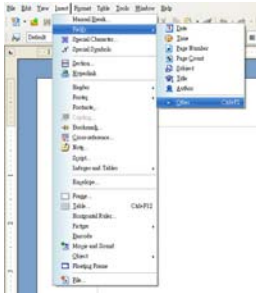 File Edit View Insert Format Table Tools Window Help
Manual Break...
Fields
Special Character...
Special Symbols
Section...
Hyperlink
Header
Footer
Footnote...
Caption...
Bookmark...
Cross-reference...
Note...
Script...
Indexes and Tables
Envelope...
Frame...
Table... Ctrl+F12
Horizontal Ruler...
Picture
Movie and Sound
Object
Floating Frame
File...
Date
Time
Page Number
Page Count
Subject
Title
Author
Other Ctrl+F2
Default